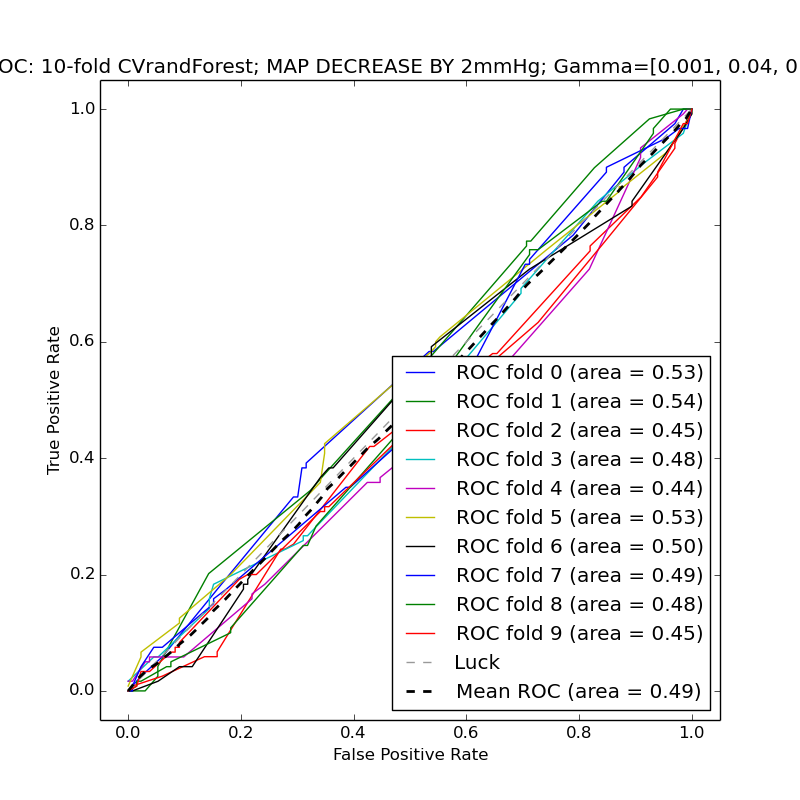 OC: 10-fold CVrandForest; MAP DECREASE BY 2mmHg; Gamma=[0.001, 0.04, 0
True Positive Rate
1.0
0.8
0.6
0.4
0.2
0.0
ROC fold 0 (area = 0.53)
ROC fold 1 (area = 0.54)
ROC fold 2 (area = 0.45)
ROC fold 3 (area = 0.48)
ROC fold 4 (area = 0.44)
ROC fold 5 (area = 0.53)
ROC fold 6 (area = 0.50)
ROC fold 7 (area = 0.49)
ROC fold 8 (area = 0.48)
ROC fold 9 (area = 0.45)
Luck
Mean ROC (area = 0.49)
0.0 0.2 0.4 0.6 0.8 1.0
False Positive Rate